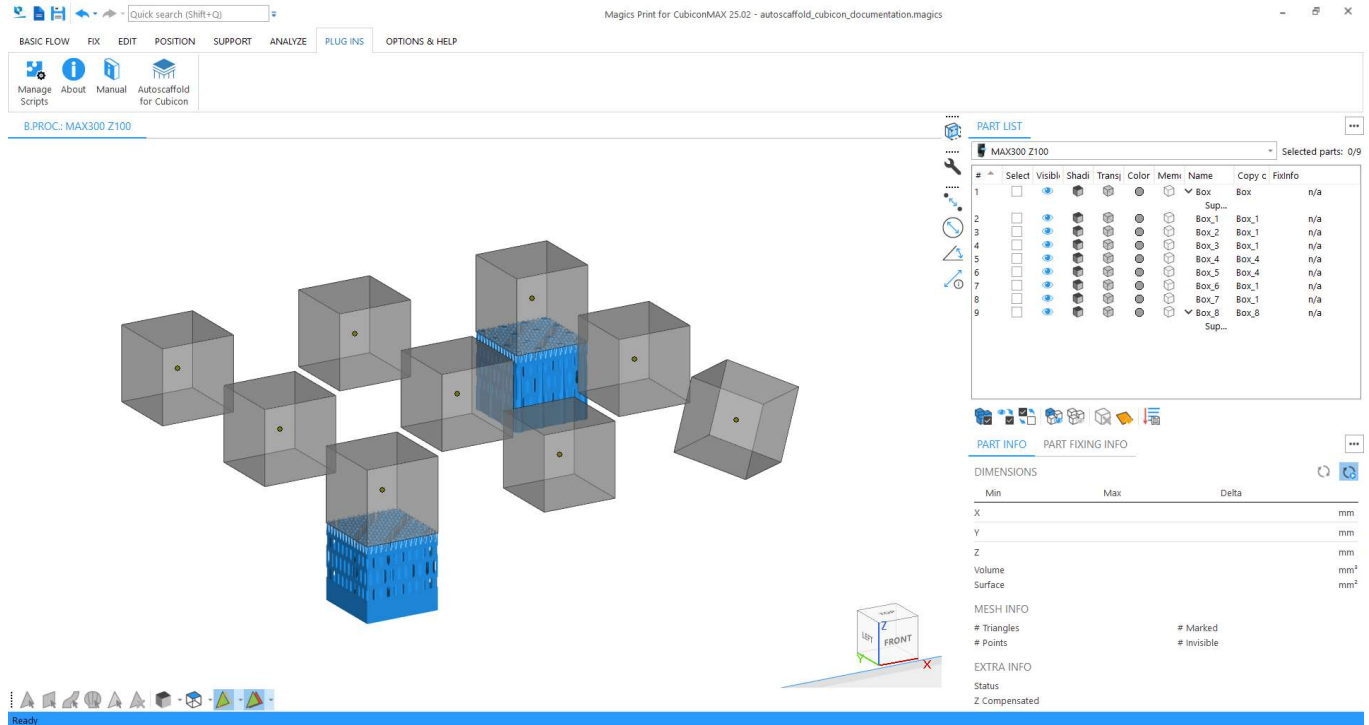 Quick search (Shift+Q)
Magics Print for CubiconMAX 25.02 - autoscaffold_cubicon_documentation.magics
BASIC FLOW FIX EDIT POSITION SUPPORT ANALYZE PLUG INS OPTIONS & HELP
Manage Scripts
About
Manual
Autoscaffold for Cubicon
B.PROC.: MAX300 Z100
PART LIST
MAX300 Z100
Selected parts: 0/9
# Select Visibl Shadi Transp Color Mem Name Copy c FixInfo
1 Box Box n/a
Sup...
2 Box_1 Box_1 n/a
3 Box_2 Box_1 n/a
4 Box_3 Box_1 n/a
5 Box_4 Box_4 n/a
6 Box_5 Box_4 n/a
7 Box_6 Box_1 n/a
8 Box_7 Box_1 n/a
9 Box_8 Box_8 n/a
Sup...
PART INFO PART FIXING INFO
DIMENSIONS
Min Max Delta
X mm
Y mm
Z mm
Volume mm³
Surface mm²
MESH INFO
# Triangles # Marked
# Points # Invisible
EXTRA INFO
Status
Z Compensated
TOP
Z
LEFT FRONT
Y X
Ready